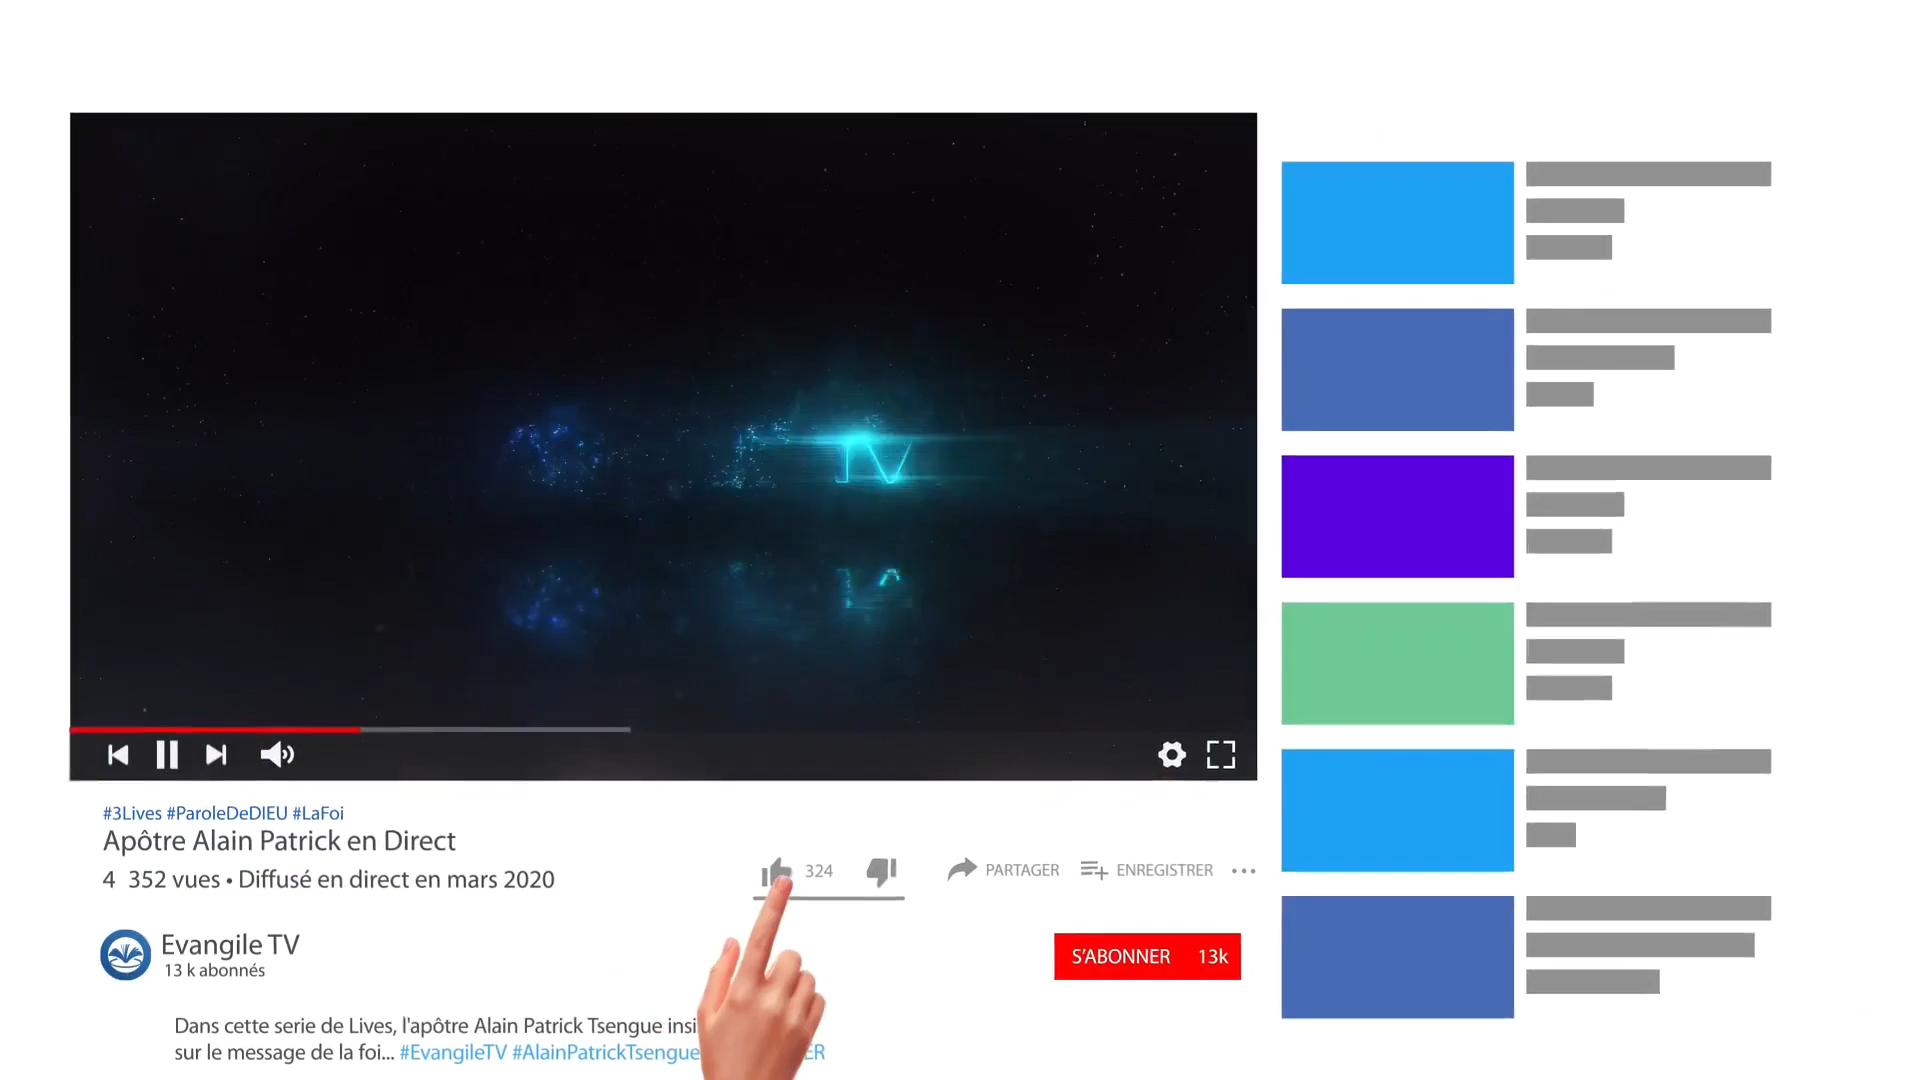 TV
#3Lives #ParoleDeDIEU #LaFoi
Apôtre Alain Patrick en Direct
4 352 vues • Diffusé en direct en mars 2020
324
PARTAGER
ENREGISTRER
Evangile TV
13 k abonnés
S'ABONNER 13k
Dans cette serie de Lives, l'apôtre Alain Patrick Tsengue insi
sur le message de la foi... #EvangileTV #AlainPatrickTsengue ER